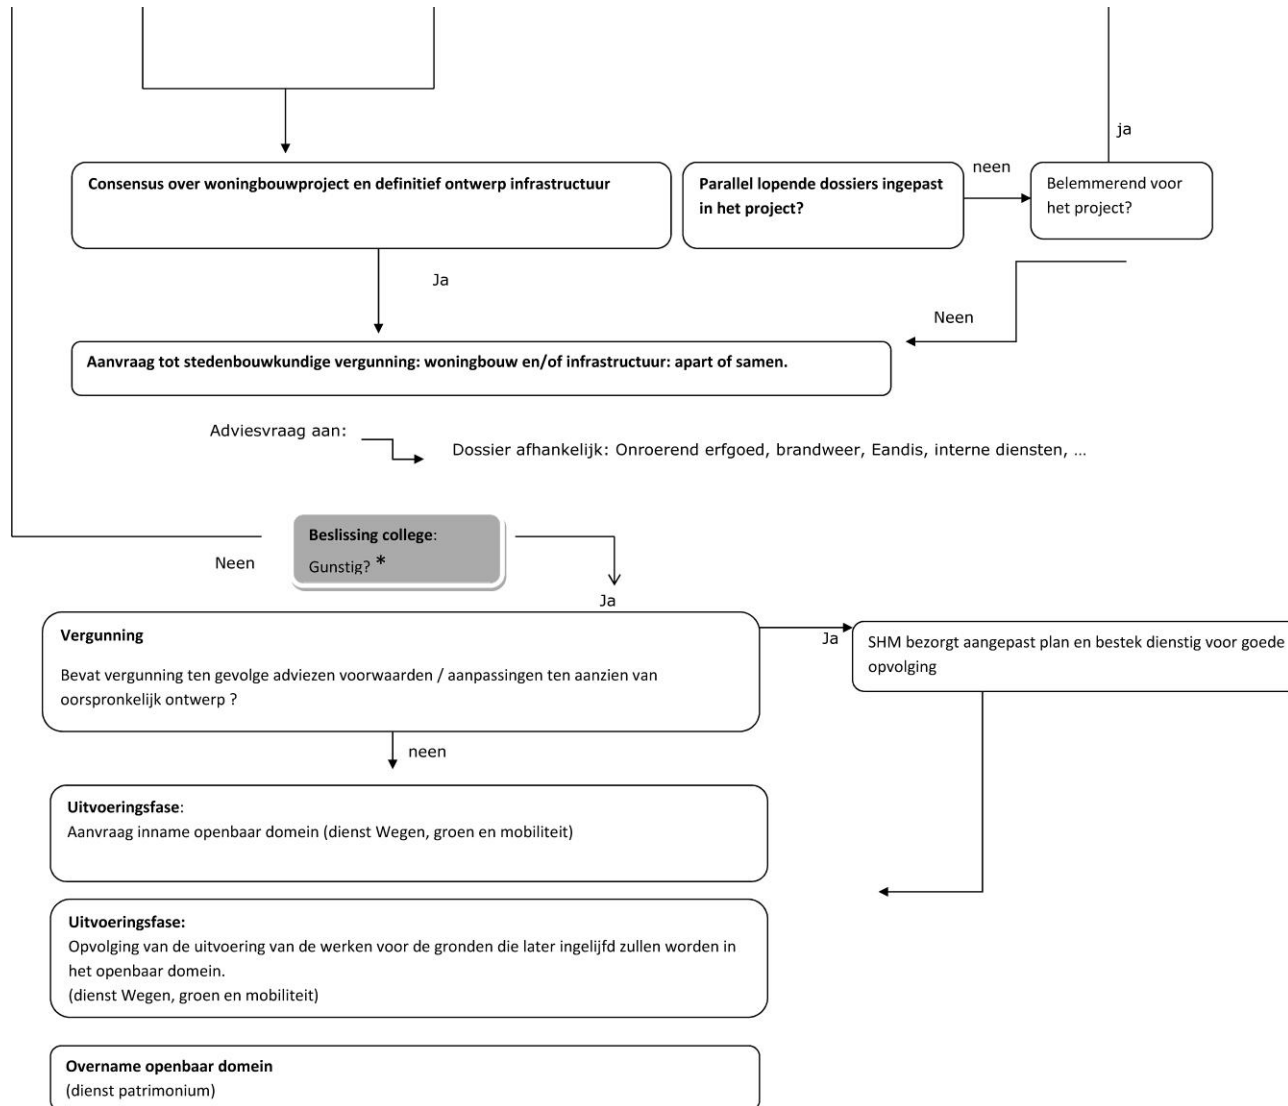 ja
Consensus over woningbouwproject en definitief ontwerp infrastructuur
Parallel lopende dossiers ingepast
in het project?
neen
Belemmerend voor
het project?
Ja
Neen
Aanvraag tot stedenbouwkundige vergunning: woningbouw en/of infrastructuur: apart of samen.
Adviesvraag aan:
Dossier afhankelijk: Onroerend erfgoed, brandweer, Eandis, interne diensten, …
Beslissing college:
Gunstig? *
Neen
Ja
Vergunning
Bevat vergunning ten gevolge adviezen voorwaarden / aanpassingen ten aanzien van
oorspronkelijk ontwerp ?
Ja
SHM bezorgt aangepast plan en bestek dienstig voor goede
opvolging
neen
Uitvoeringsfase:
Aanvraag inname openbaar domein (dienst Wegen, groen en mobiliteit)
Uitvoeringsfase:
Opvolging van de uitvoering van de werken voor de gronden die later ingelijfd zullen worden in
het openbaar domein.
(dienst Wegen, groen en mobiliteit)
Overname openbaar domein
(dienst patrimonium)